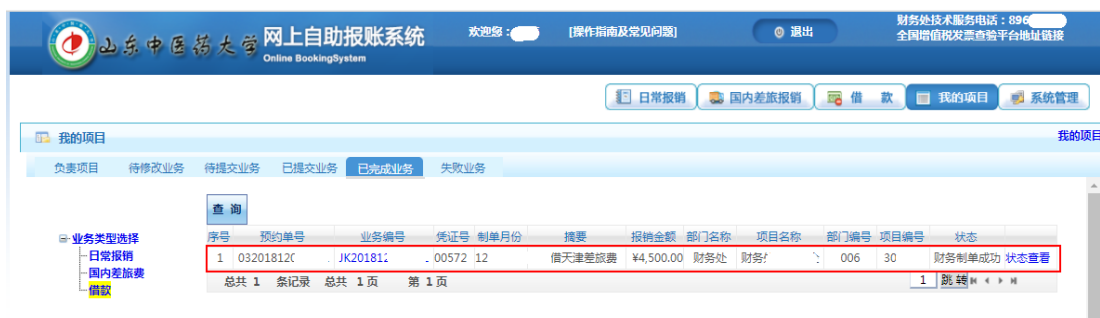 山东中医药大学 网上自助报账系统 欢迎您： [操作指南及常见问题] 退出 财务处技术服务电话：896
Online BookingSystem 全国增值税发票查验平台地址链接
日常报销 国内差旅报销 借 款 我的项目 系统管理
我的项目 我的项目
负责项目 待修改业务 待提交业务 已提交业务 已完成业务 失败业务
查 询
业务类型选择
日常报销
国内差旅费
借款
序号 预约单号 业务编号 凭证号 制单月份 摘要 报销金额 部门名称 项目名称 部门编号 项目编号 状态
1 03201812 JK201812 00572 12 借天津差旅费 ¥4,500.00 财务处 财务 006 30 财务制单成功 状态查看
总共 1 条记录 总共 1 页 第 1 页 1 跳 转